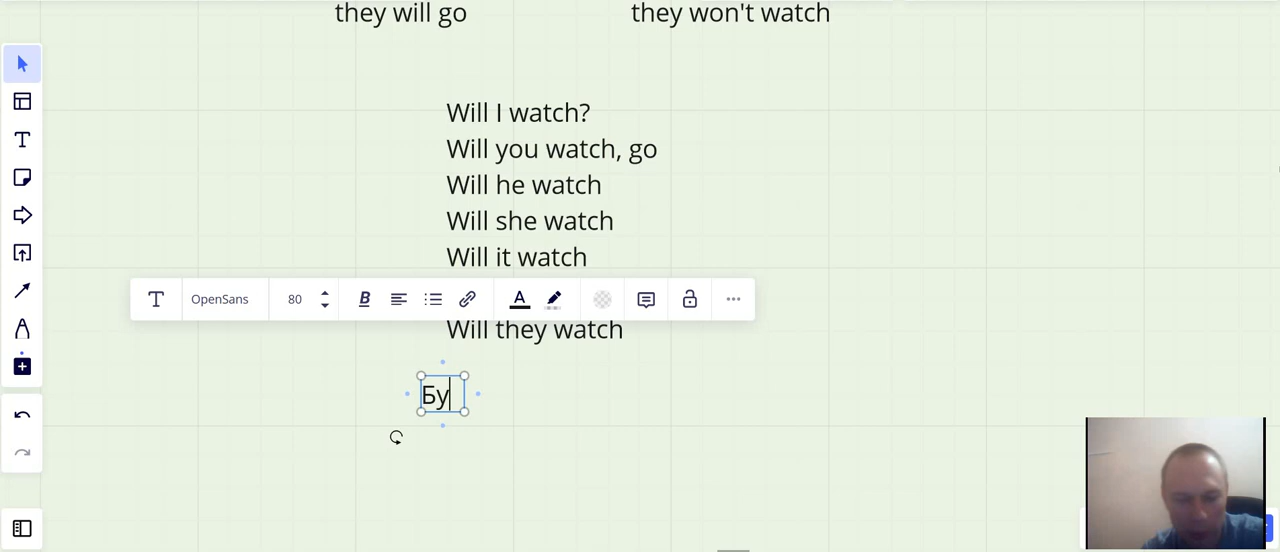 they will go they won't watch
Will I watch?
Will you watch, go
Will he watch
Will she watch
Will it watch
OpenSans 80
Will they watch
Бу